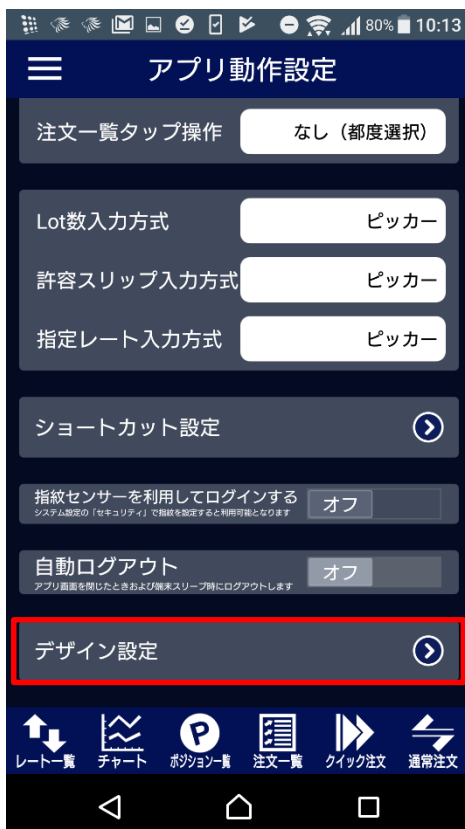 80% 10:13
アプリ動作設定
注文一覧タップ操作 なし（都度選択）
Lot数入力方式 ピッカー
許容スリップ入力方式 ピッカー
指定レート入力方式 ピッカー
ショートカット設定
指紋センサーを利用してログインする オフ
システム設定の「セキュリティ」で指紋を設定すると利用可能となります
自動ログアウト オフ
アプリ画面を閉じたときおよび端末スリープ時にログアウトします
デザイン設定
P
レート一覧 チャート ポジション一覧 注文一覧 クイック注文 通常注文